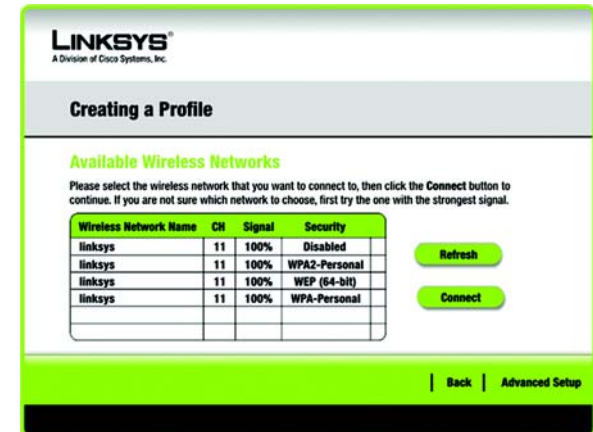 LINKSYS®
A Division of Cisco Systems, Inc.
Creating a Profile
Available Wireless Networks
Please select the wireless network that you want to connect to, then click the Connect button to
continue. If you are not sure which network to choose, first try the one with the strongest signal.
Wireless Network Name CH Signal Security
linksys 11 100% Disabled
linksys 11 100% WPA2-Personal
linksys 11 100% WEP (64-bit)
linksys 11 100% WPA-Personal
Refresh
Connect
Back Advanced Setup